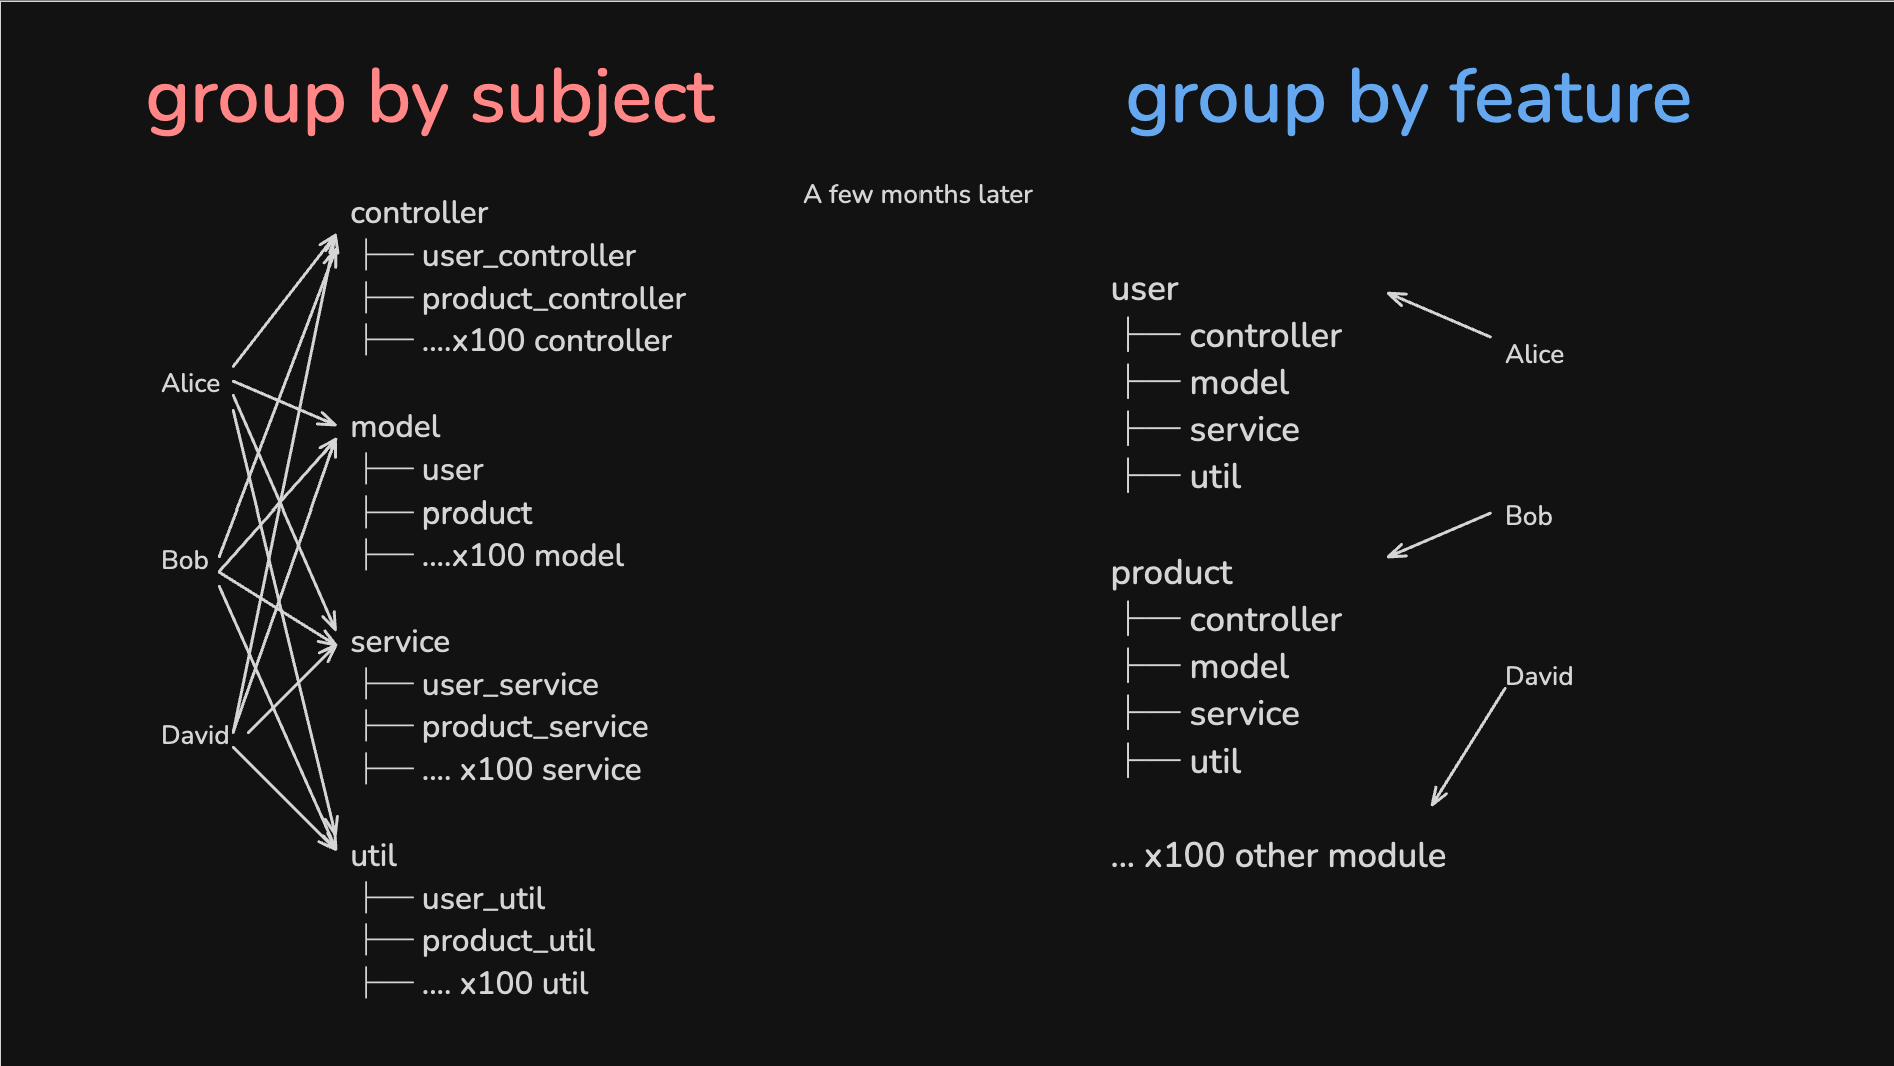 group by subject
group by feature
A few months later
controller
user_controller
product_controller
....x100 controller
model
user
product
....x100 model
service
user_service
product_service
.... x100 service
util
user_util
product_util
.... x100 util
Alice
Bob
David
user
controller
model
service
util
product
controller
model
service
util
... x100 other module
Alice
Bob
David